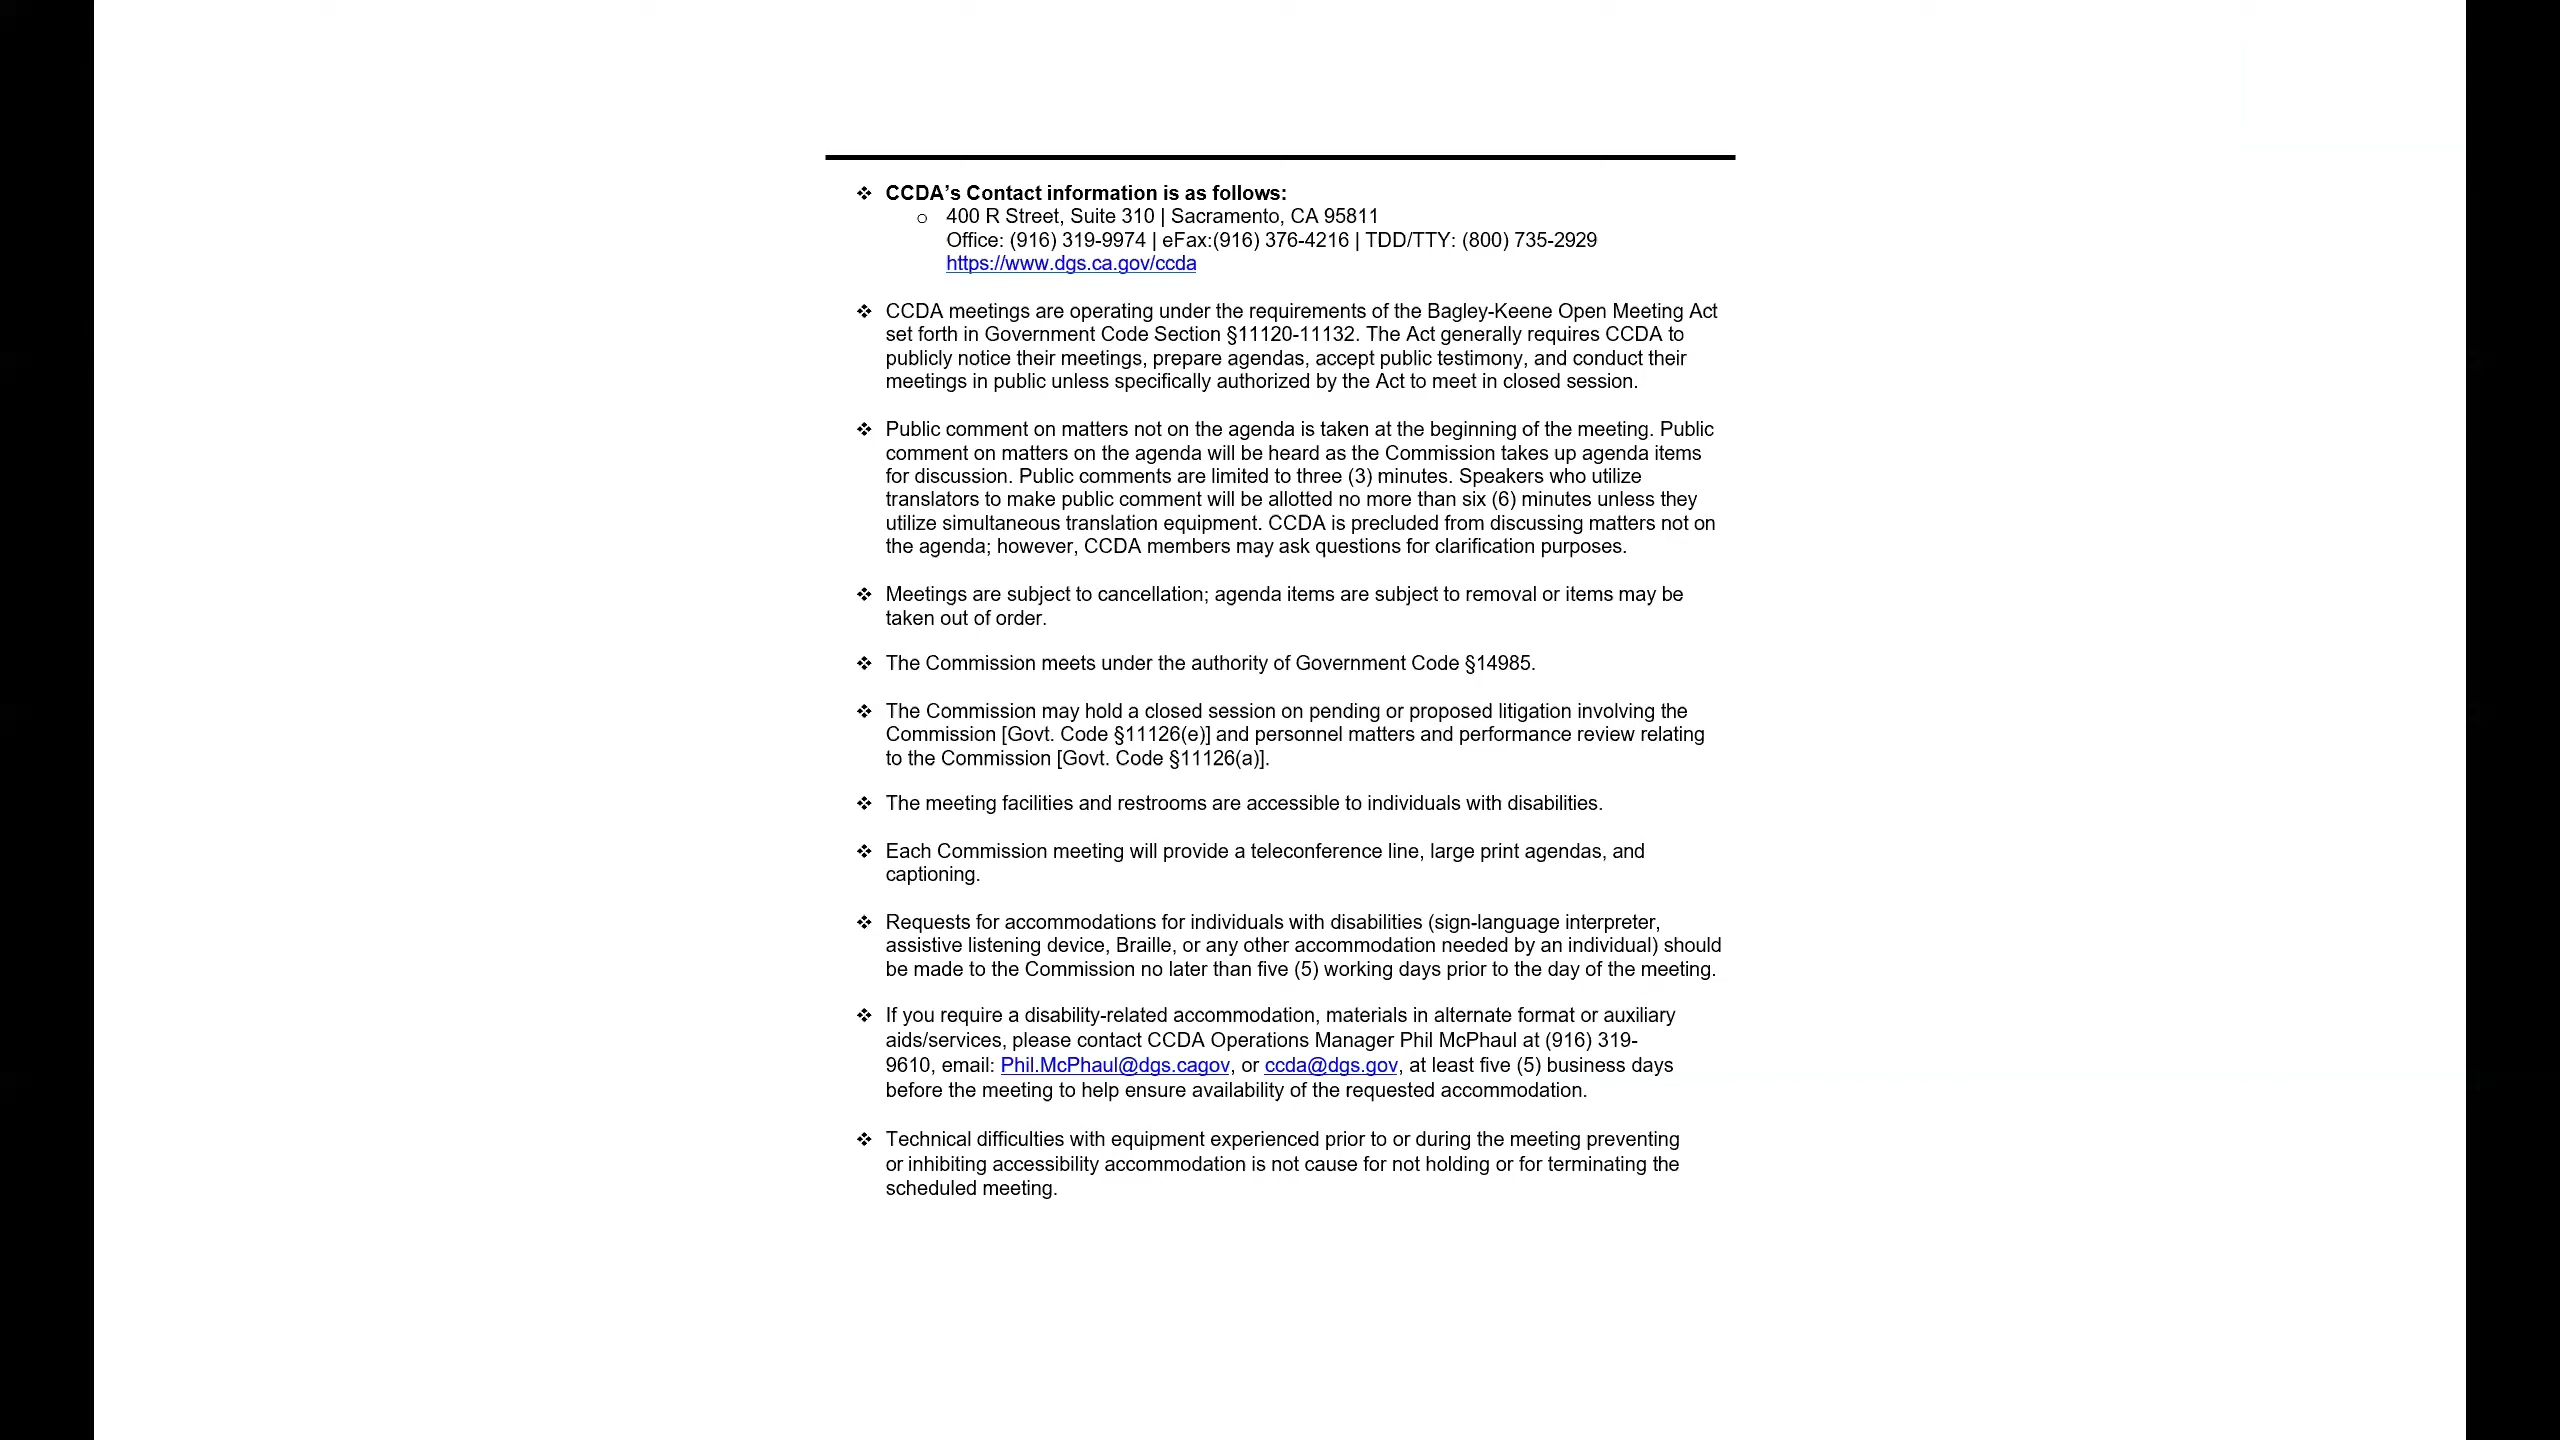 ❖ CCDA’s Contact information is as follows:
o 400 R Street, Suite 310 | Sacramento, CA 95811
Office: (916) 319-9974 | eFax:(916) 376-4216 | TDD/TTY: (800) 735-2929
https://www.dgs.ca.gov/ccda
❖ CCDA meetings are operating under the requirements of the Bagley-Keene Open Meeting Act
set forth in Government Code Section §11120-11132. The Act generally requires CCDA to
publicly notice their meetings, prepare agendas, accept public testimony, and conduct their
meetings in public unless specifically authorized by the Act to meet in closed session.
❖ Public comment on matters not on the agenda is taken at the beginning of the meeting. Public
comment on matters on the agenda will be heard as the Commission takes up agenda items
for discussion. Public comments are limited to three (3) minutes. Speakers who utilize
translators to make public comment will be allotted no more than six (6) minutes unless they
utilize simultaneous translation equipment. CCDA is precluded from discussing matters not on
the agenda; however, CCDA members may ask questions for clarification purposes.
❖ Meetings are subject to cancellation; agenda items are subject to removal or items may be
taken out of order.
❖ The Commission meets under the authority of Government Code §14985.
❖ The Commission may hold a closed session on pending or proposed litigation involving the
Commission [Govt. Code §11126(e)] and personnel matters and performance review relating
to the Commission [Govt. Code §11126(a)].
❖ The meeting facilities and restrooms are accessible to individuals with disabilities.
❖ Each Commission meeting will provide a teleconference line, large print agendas, and
captioning.
❖ Requests for accommodations for individuals with disabilities (sign-language interpreter,
assistive listening device, Braille, or any other accommodation needed by an individual) should
be made to the Commission no later than five (5) working days prior to the day of the meeting.
❖ If you require a disability-related accommodation, materials in alternate format or auxiliary
aids/services, please contact CCDA Operations Manager Phil McPhaul at (916) 319-
9610, email: Phil.McPhaul@dgs.cagov, or ccda@dgs.gov, at least five (5) business days
before the meeting to help ensure availability of the requested accommodation.
❖ Technical difficulties with equipment experienced prior to or during the meeting preventing
or inhibiting accessibility accommodation is not cause for not holding or for terminating the
scheduled meeting.